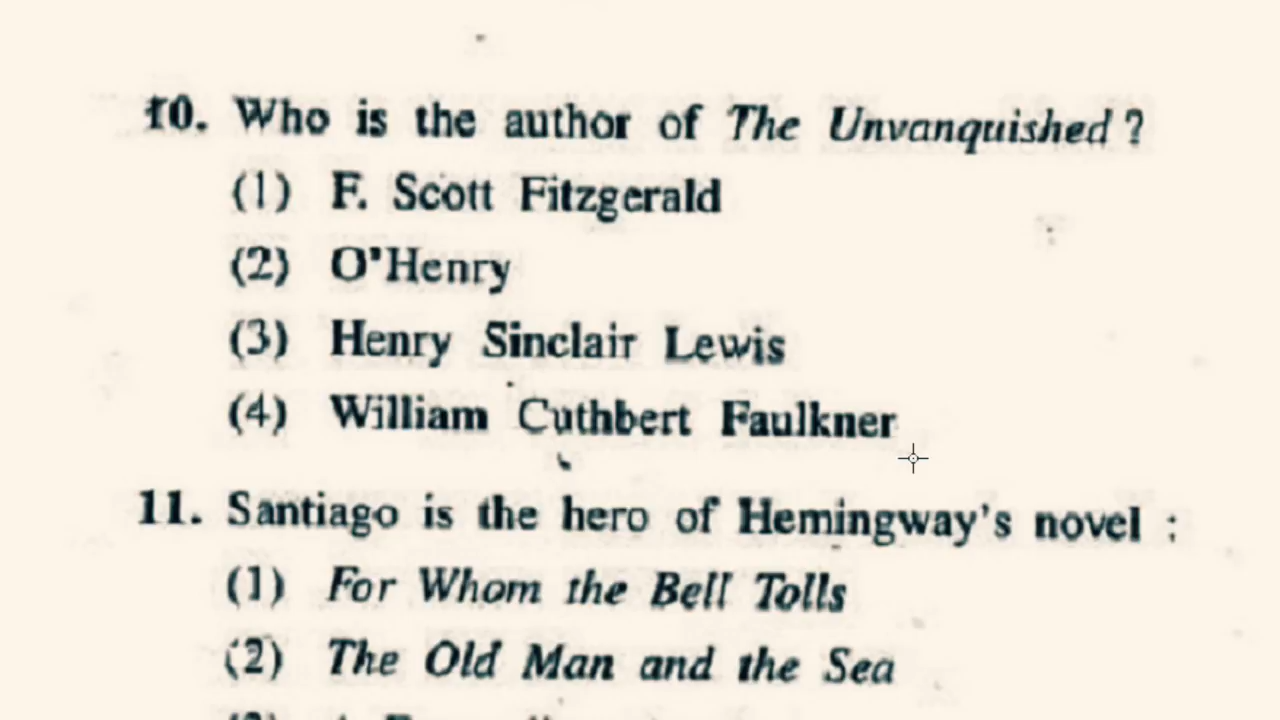 10. Who is the author of The Unvanquished ?
(1) F. Scott Fitzgerald
(2) O'Henry
(3) Henry Sinclair Lewis
(4) William Cuthbert Faulkner
11. Santiago is the hero of Hemingway's novel :
(1) For Whom the Bell Tolls
(2) The Old Man and the Sea